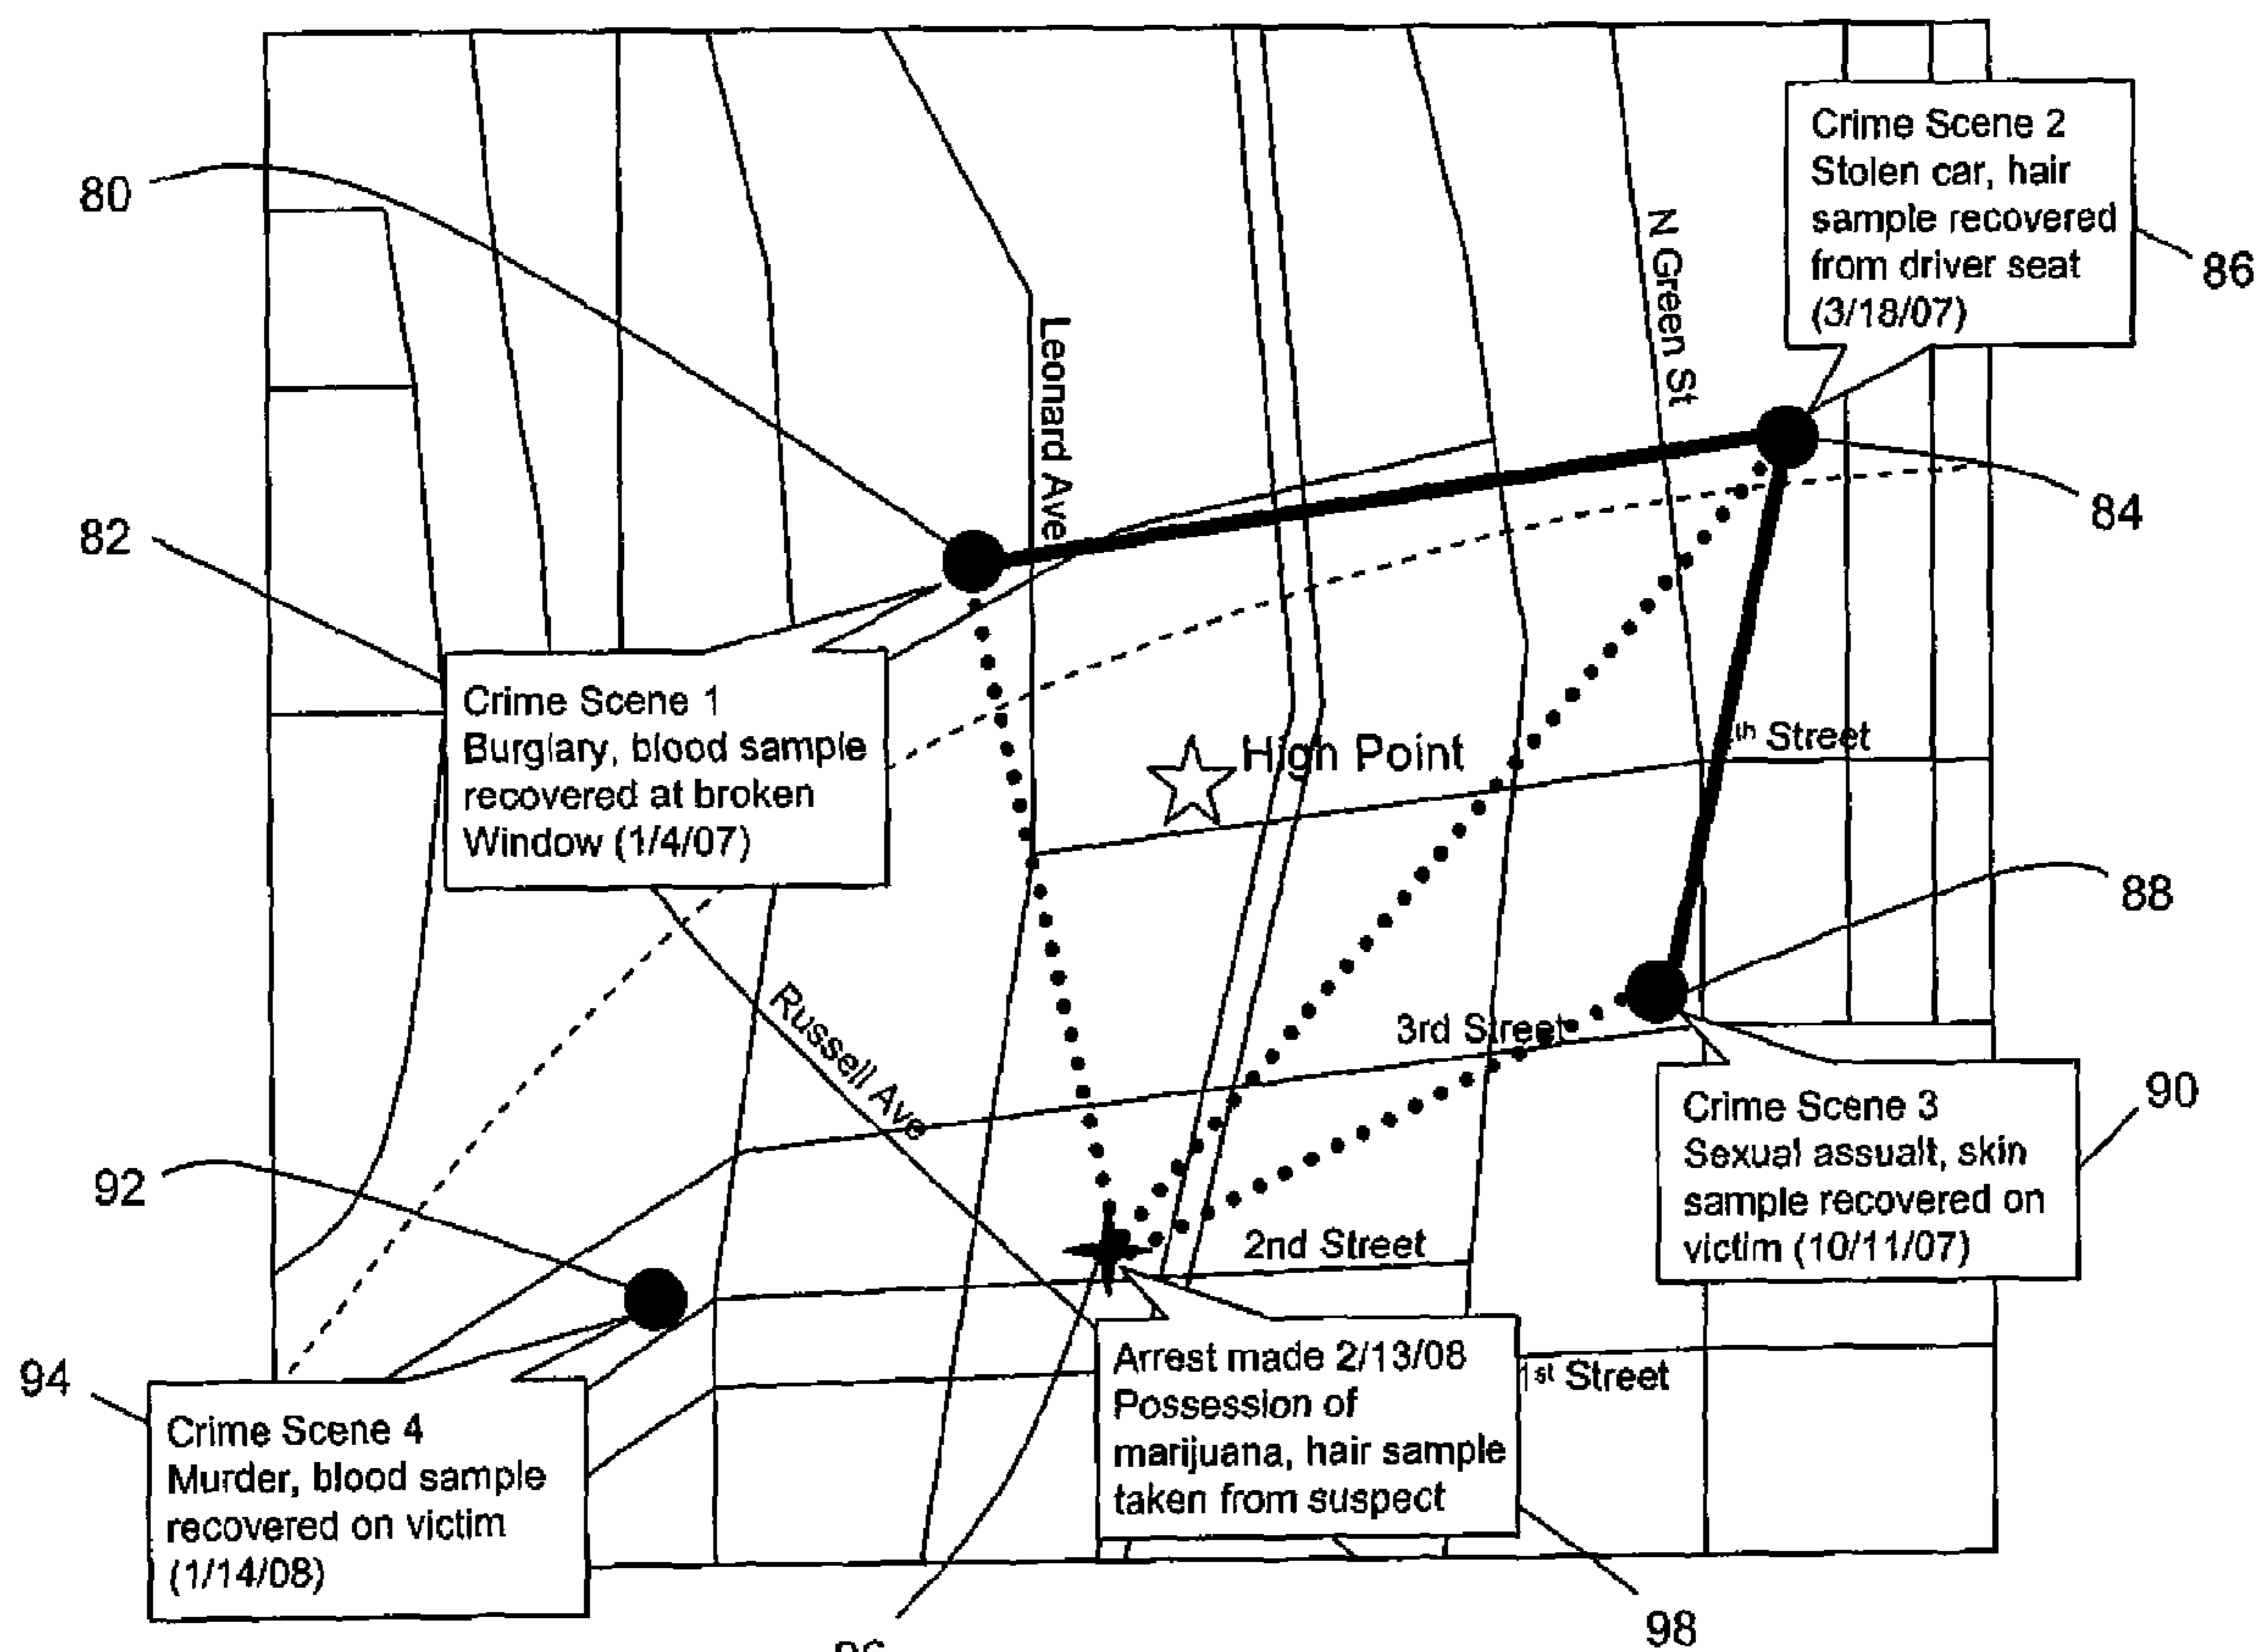 Crime Scene 2
Stolen car, hair
sample recovered
from driver seat
(3/18/07)
80
86
N Green St
Leonard Ave
84
82
Crime Scene 1
Burglary, blood sample
recovered at broken
Window (1/4/07)
High Point
th Street
88
Russell Ave
3rd Street
90
Crime Scene 3
Sexual assualt, skin
sample recovered on
victim (10/11/07)
92
2nd Street
94
Arrest made 2/13/08
Possession of
marijuana, hair sample
taken from suspect
1st Street
Crime Scene 4
Murder, blood sample
recovered on victim
(1/14/08)
98